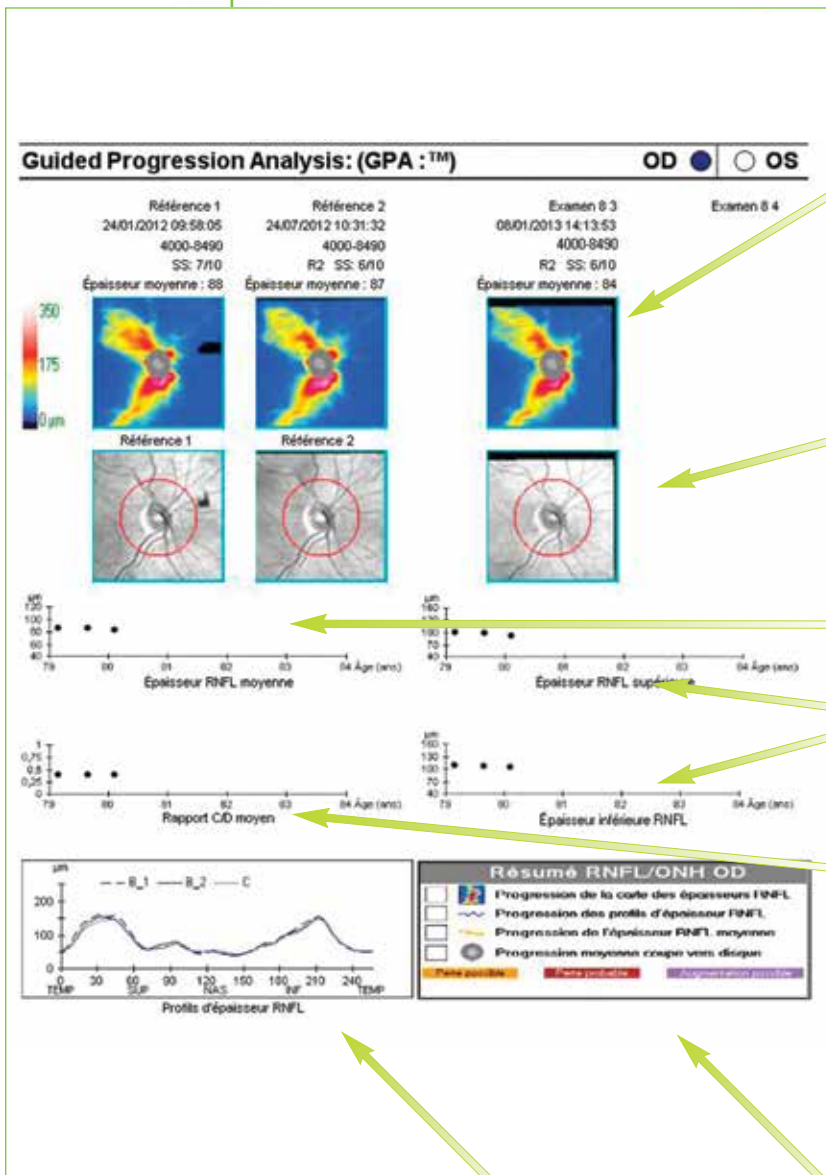 Guided Progression Analysis: (GPA :™) OD OS
Référence 1 Référence 2 Examen 8 3 Examen 8 4
24/01/2012 09:58:05 24/07/2012 10:31:32 08/01/2013 14:13:53
4000-8490 4000-8490 4000-8490
SS: 7/10 R2 SS: 6/10 R2 SS: 6/10
Épaisseur moyenne : 88 Épaisseur moyenne : 87 Épaisseur moyenne : 84
350
175
0 µm
Référence 1 Référence 2
µm
120
100
80
60
40
79 80 81 82 83 84 Âge (ans)
Épaisseur RNFL moyenne
µm
160
130
100
70
40
79 80 81 82 83 84 Âge (ans)
Épaisseur RNFL supérieure
1
0,75
0,5
0,25
0
79 80 81 82 83 84 Âge (ans)
Rapport C/D moyen
µm
160
130
100
70
40
79 80 81 82 83 84 Âge (ans)
Épaisseur inférieure RNFL
µm
B_1 B_2 C
200
100
0
0 30 60 90 120 150 180 210 240
TEMP SUP NAS INF TEMP
Profils d'épaisseur RNFL
Résumé RNFL/ONH OD
Progression de la carte des épaisseurs RNFL
Progression des profils d'épaisseur RNFL
Progression de l'épaisseur RNFL moyenne
Progression moyenne coupe vers disque
Perte possible Perte probable Augmentation possible